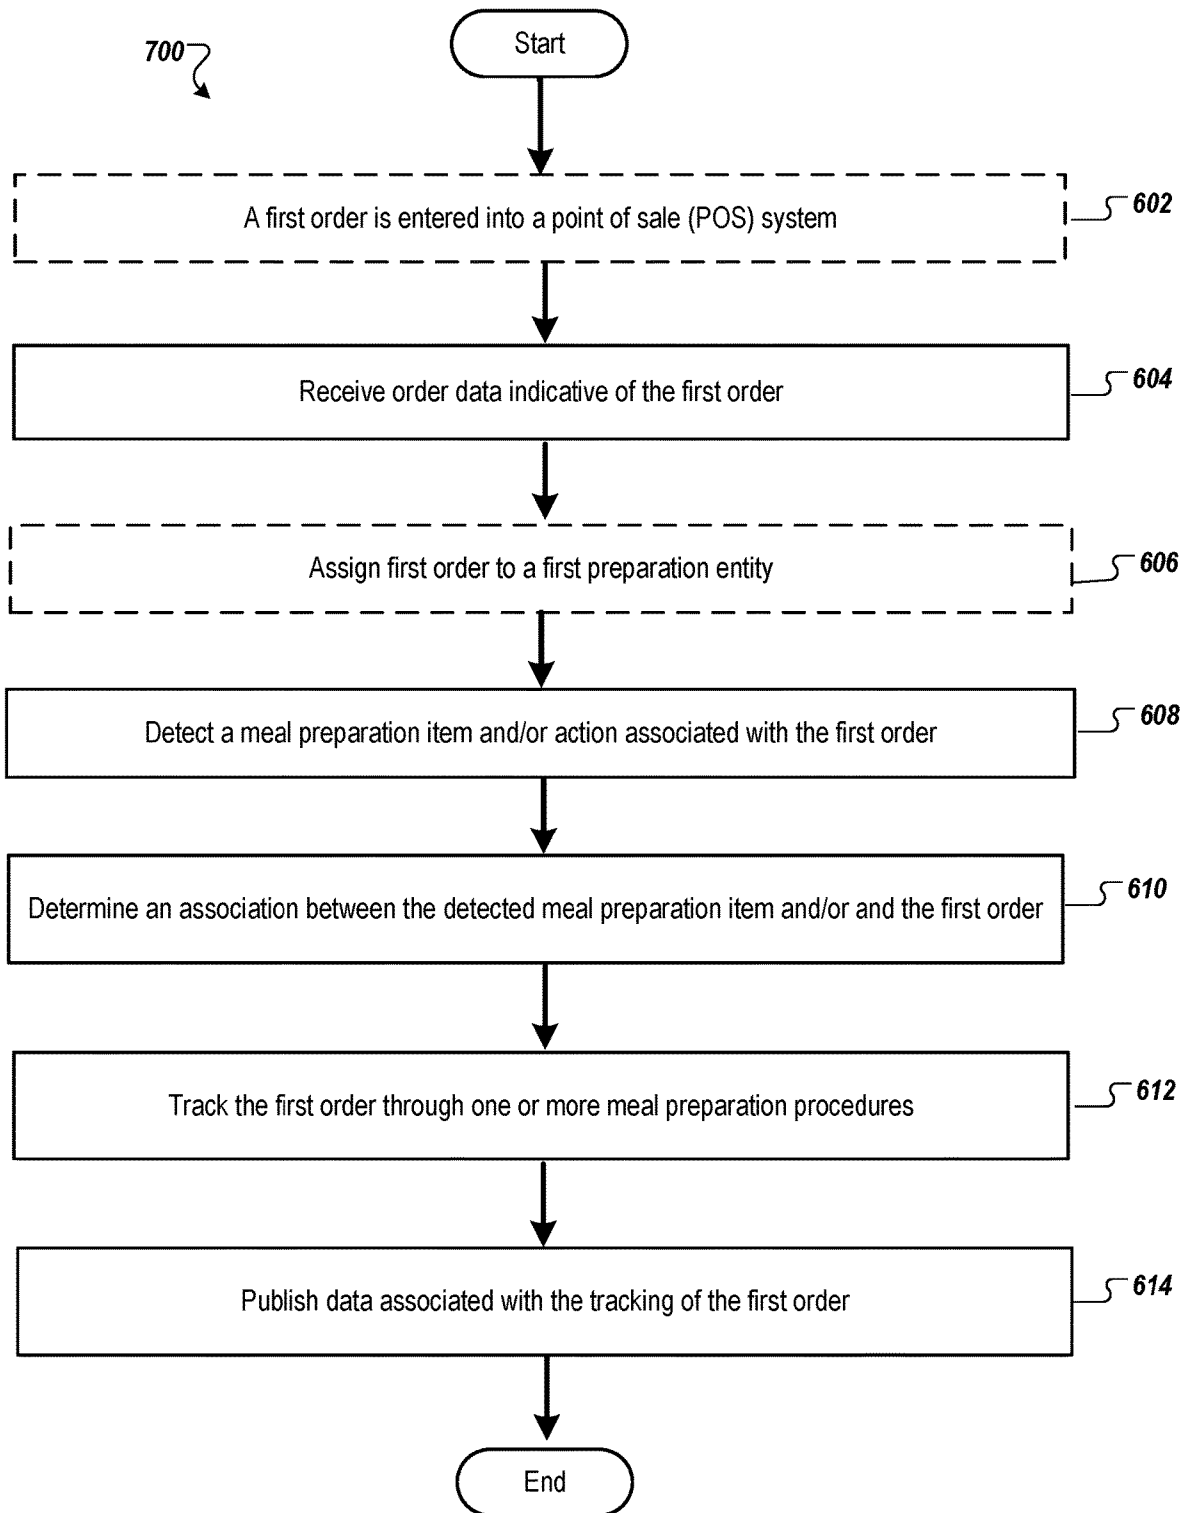 700
Start
A first order is entered into a point of sale (POS) system
602
Receive order data indicative of the first order
604
Assign first order to a first preparation entity
606
Detect a meal preparation item and/or action associated with the first order
608
Determine an association between the detected meal preparation item and/or and the first order
610
Track the first order through one or more meal preparation procedures
612
Publish data associated with the tracking of the first order
614
End